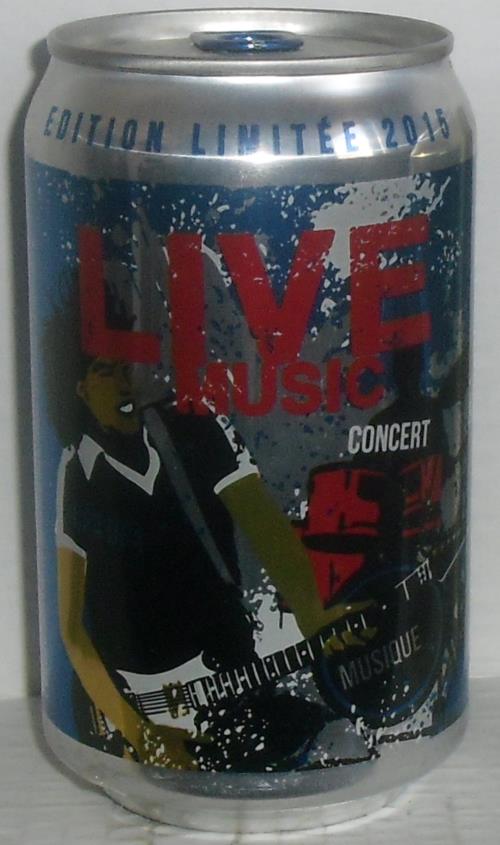 EDITION LIMITÉE 2015
LIVE
MUSIC
CONCERT
MUSIQUE